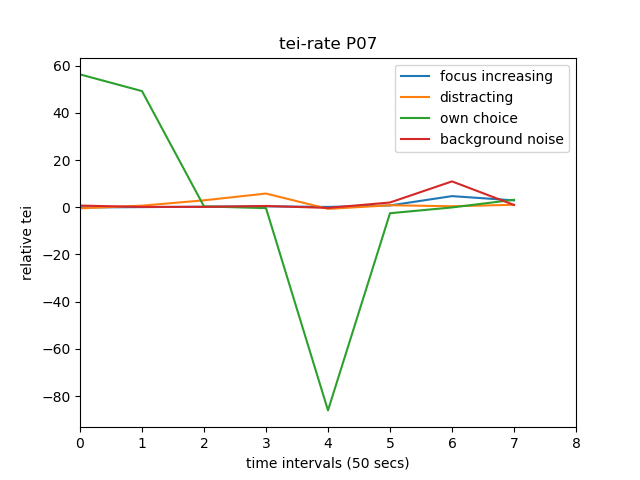 tei-rate P07
60
40
20
0
−20
−40
−60
−80
relative tei
focus increasing
distracting
own choice
background noise
0 1 2 3 4 5 6 7 8
time intervals (50 secs)